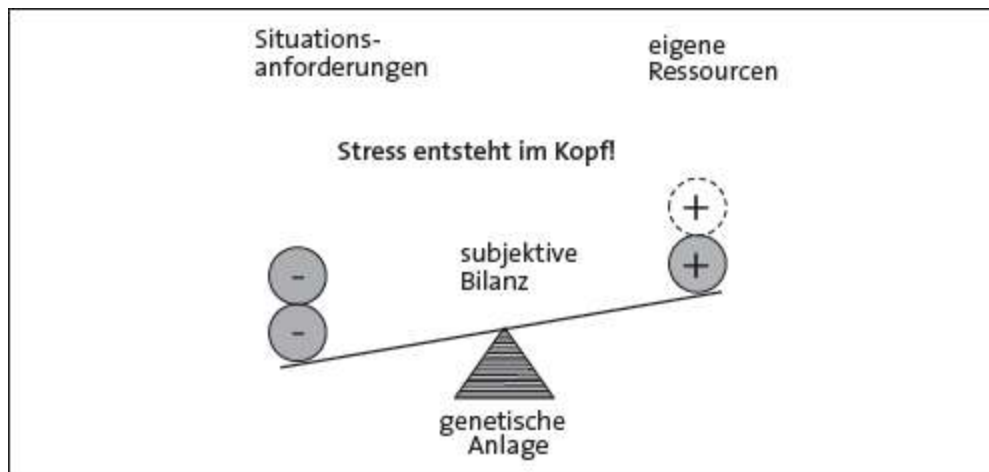 Situations-
anforderungen
eigene
Ressourcen
Stress entsteht im Kopf!
+
+
-
-
subjektive
Bilanz
genetische
Anlage